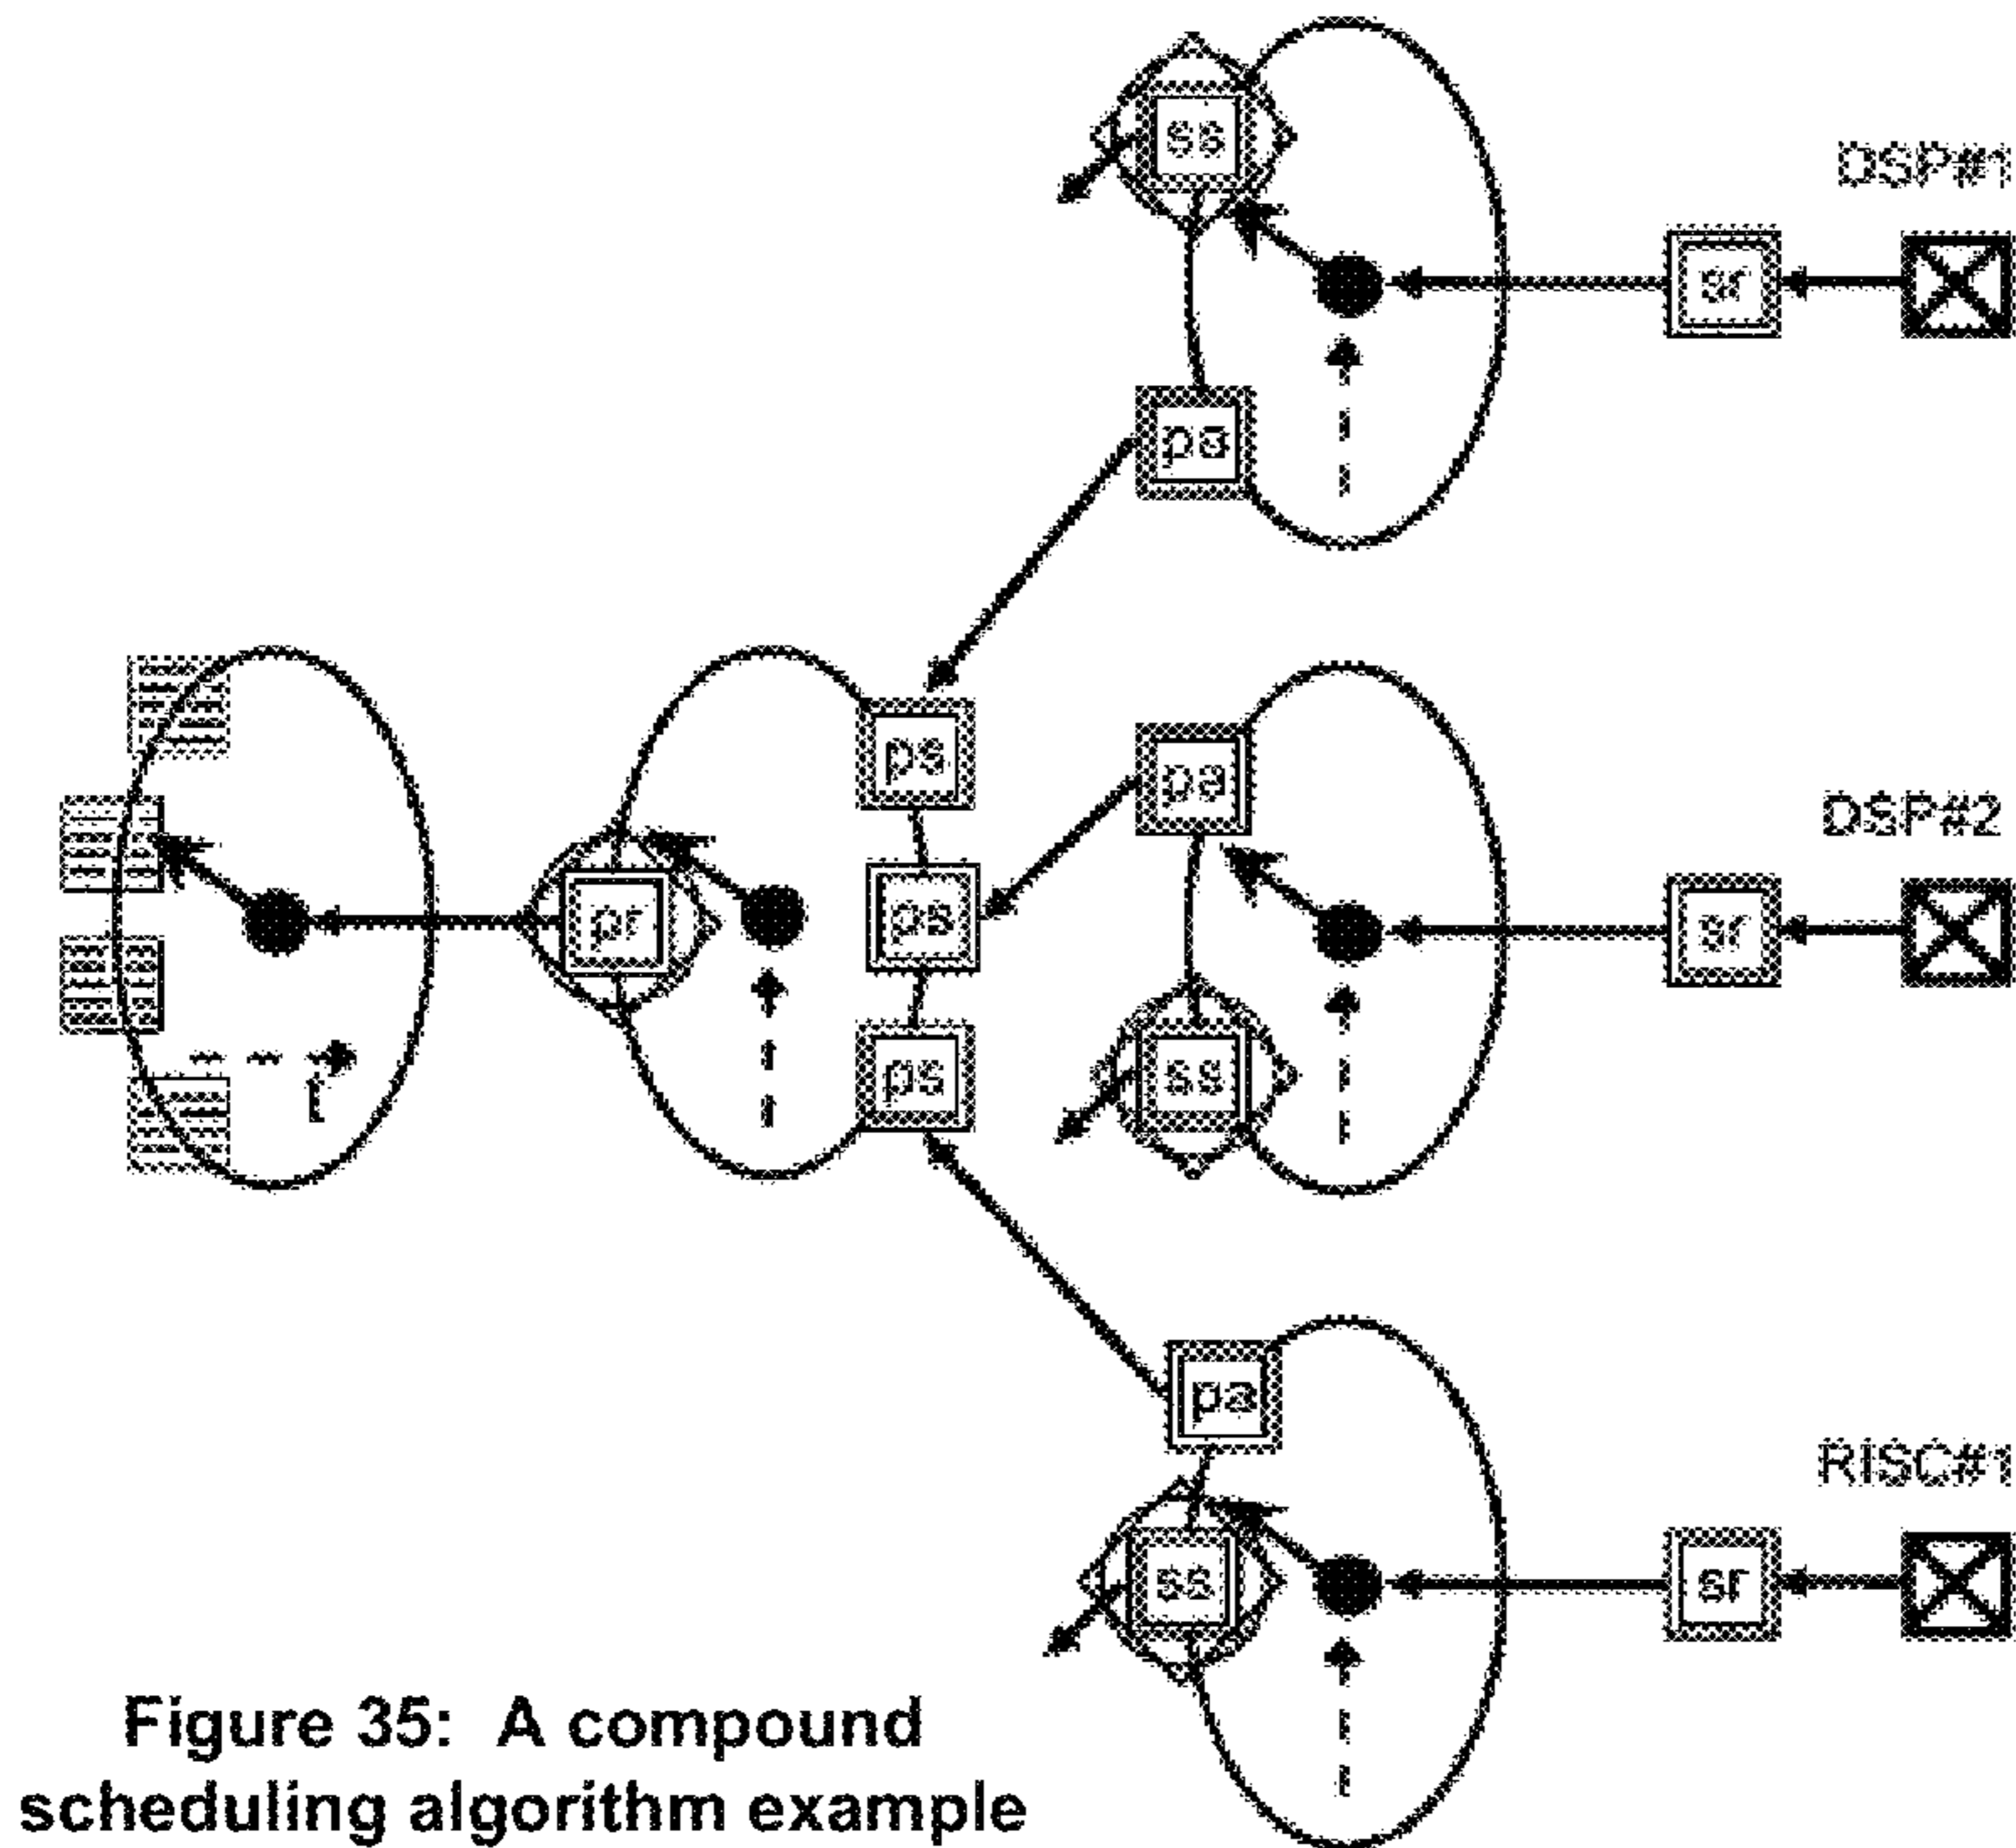 ss
DSP#1
sr
pa
ps
pa
DSP#2
pr
ps
sr
ss
ps
t
pa
RISC#1
ss
sr
Figure 35: A compound
scheduling algorithm example